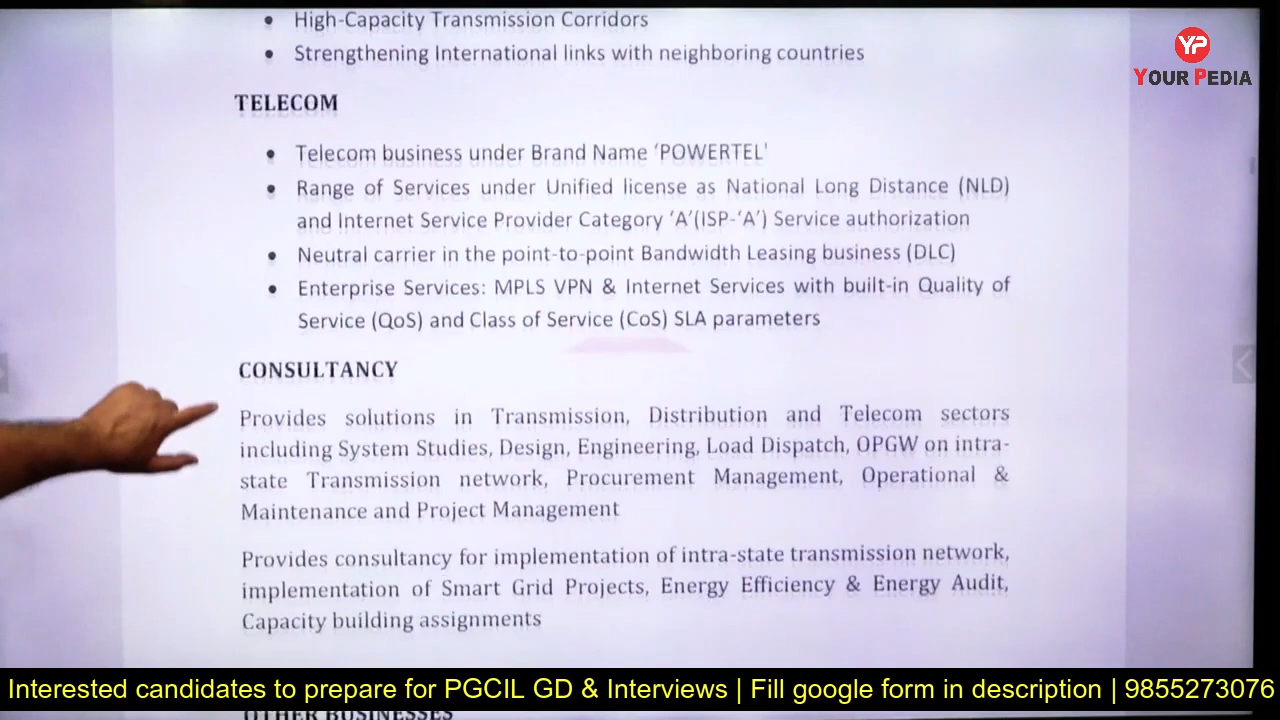 • High-Capacity Transmission Corridors
• Strengthening International links with neighboring countries
YP
YOUR PEDIA
TELECOM
• Telecom business under Brand Name ‘POWERTEL'
• Range of Services under Unified license as National Long Distance (NLD)
and Internet Service Provider Category ‘A’(ISP-‘A’) Service authorization
• Neutral carrier in the point-to-point Bandwidth Leasing business (DLC)
• Enterprise Services: MPLS VPN & Internet Services with built-in Quality of
Service (QoS) and Class of Service (CoS) SLA parameters
CONSULTANCY
Provides solutions in Transmission, Distribution and Telecom sectors
including System Studies, Design, Engineering, Load Dispatch, OPGW on intra-
state Transmission network, Procurement Management, Operational &
Maintenance and Project Management
Provides consultancy for implementation of intra-state transmission network,
implementation of Smart Grid Projects, Energy Efficiency & Energy Audit,
Capacity building assignments
Interested candidates to prepare for PGCIL GD & Interviews | Fill google form in description | 9855273076
OTHER BUSINESSES